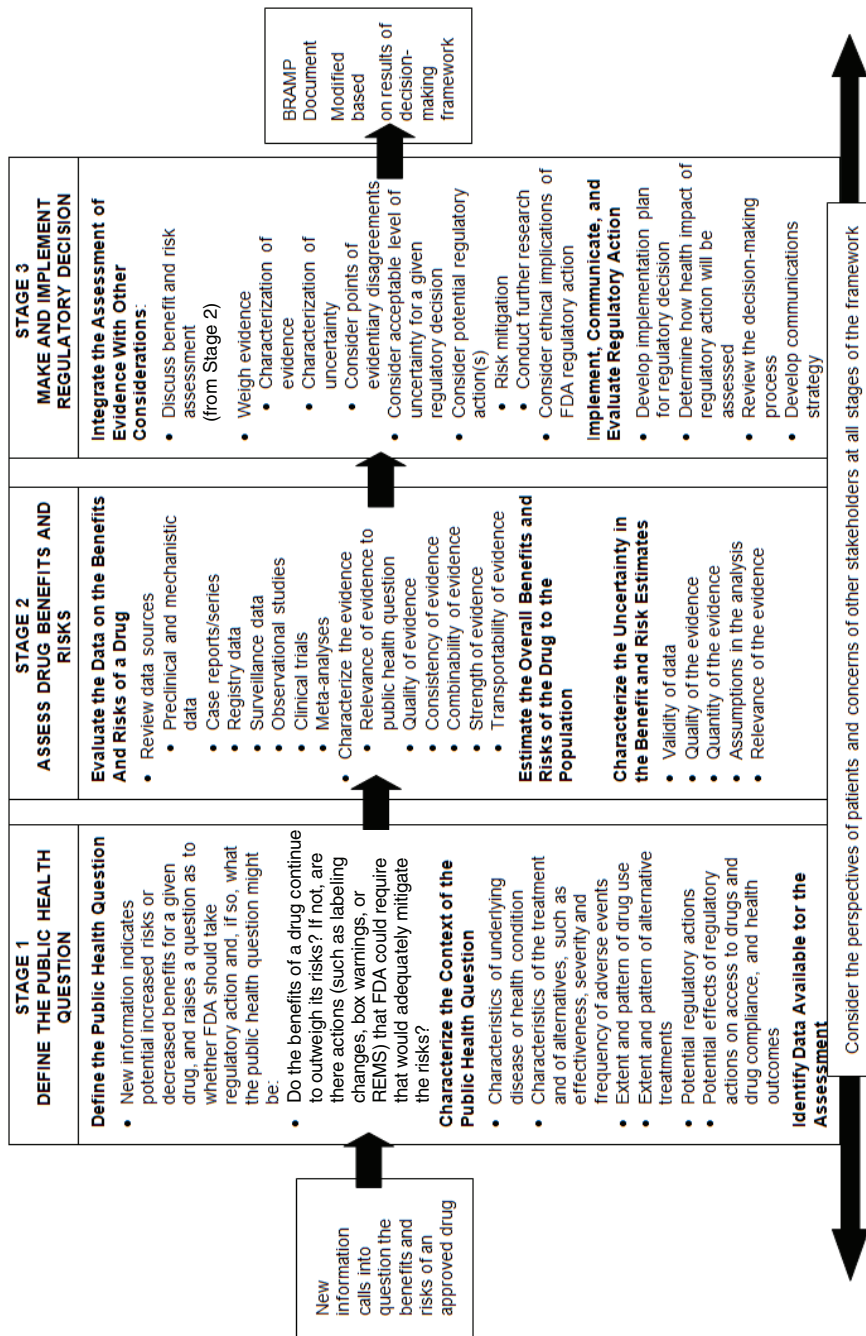 New
information
calls into
question the
benefits and
risks of an
approved drug
STAGE 1
DEFINE THE PUBLIC HEALTH
QUESTION
Define the Public Health Question
• New information indicates
potential increased risks or
decreased benefits for a given
drug, and raises a question as to
whether FDA should take
regulatory action and, if so, what
the public health question might
be:
• Do the benefits of a drug continue
to outweigh its risks? If not, are
there actions (such as labeling
changes, box warnings, or
REMS) that FDA could require
that would adequately mitigate
the risks?
Characterize the Context of the
Public Health Question
• Characteristics of underlying
disease or health condition
• Characteristics of the treatment
and of alternatives, such as
effectiveness, severity and
frequency of adverse events
• Extent and pattern of drug use
• Extent and pattern of alternative
treatments
• Potential regulatory actions
• Potential effects of regulatory
actions on access to drugs and
drug compliance, and health
outcomes
Identify Data Available for the
Assessment
STAGE 2
ASSESS DRUG BENEFITS AND
RISKS
Evaluate the Data on the Benefits
And Risks of a Drug
• Review data sources
• Preclinical and mechanistic
data
• Case reports/series
• Registry data
• Surveillance data
• Observational studies
• Clinical trials
• Meta-analyses
• Characterize the evidence
• Relevance of evidence to
public health question
• Quality of evidence
• Consistency of evidence
• Combinability of evidence
• Strength of evidence
• Transportability of evidence
Estimate the Overall Benefits and
Risks of the Drug to the
Population
Characterize the Uncertainty in
the Benefit and Risk Estimates
• Validity of data
• Quality of the evidence
• Quantity of the evidence
• Assumptions in the analysis
• Relevance of the evidence
STAGE 3
MAKE AND IMPLEMENT
REGULATORY DECISION
Integrate the Assessment of
Evidence With Other
Considerations:
• Discuss benefit and risk
assessment
(from Stage 2)
• Weigh evidence
• Characterization of
evidence
• Characterization of
uncertainty
• Consider points of
evidentiary disagreements
• Consider acceptable level of
uncertainty for a given
regulatory decision
• Consider potential regulatory
action(s)
• Risk mitigation
• Conduct further research
• Consider ethical implications of
FDA regulatory action
Implement, Communicate, and
Evaluate Regulatory Action
• Develop implementation plan
for regulatory decision
• Determine how health impact of
regulatory action will be
assessed
• Review the decision-making
process
• Develop communications
strategy
BRAMP
Document
Modified
based
on results of
decision-
making
framework
Consider the perspectives of patients and concerns of other stakeholders at all stages of the framework